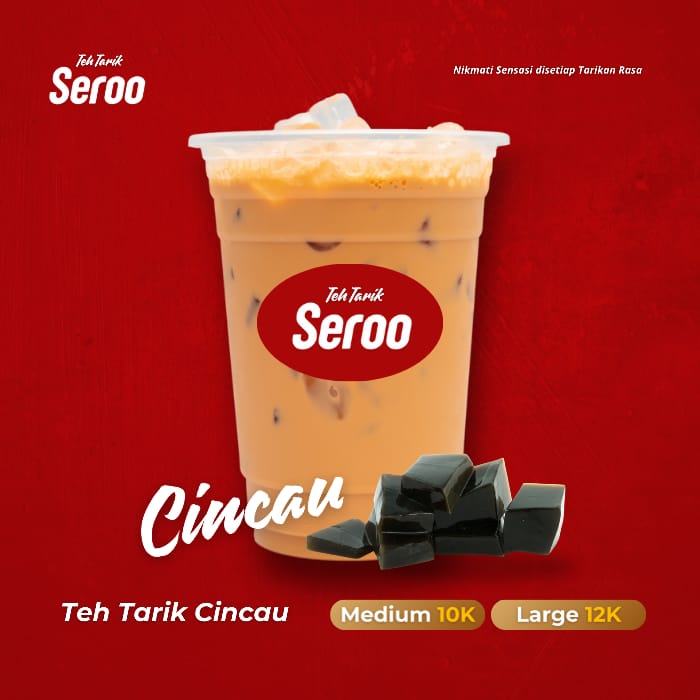 Teh Tarik
Seroo
Nikmati Sensasi disetiap Tarikan Rasa
Teh Tarik
Seroo
Cincau
Teh Tarik Cincau
Medium 10K
Large 12K